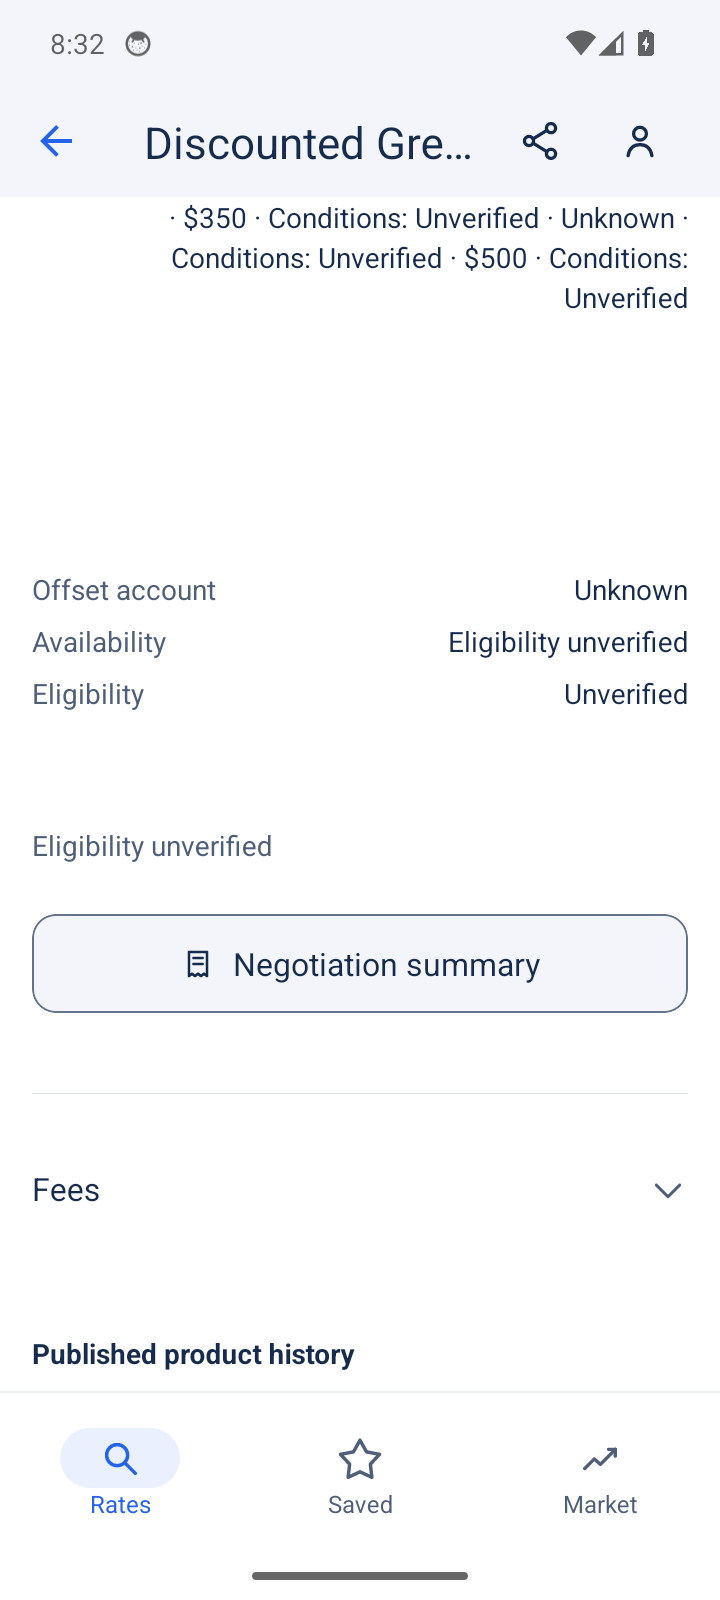 8:32
Discounted Gre...
· $350 · Conditions: Unverified · Unknown ·
Conditions: Unverified · $500 · Conditions:
Unverified
Offset account Unknown
Availability Eligibility unverified
Eligibility Unverified
Eligibility unverified
Negotiation summary
Fees
Published product history
Rates Saved Market